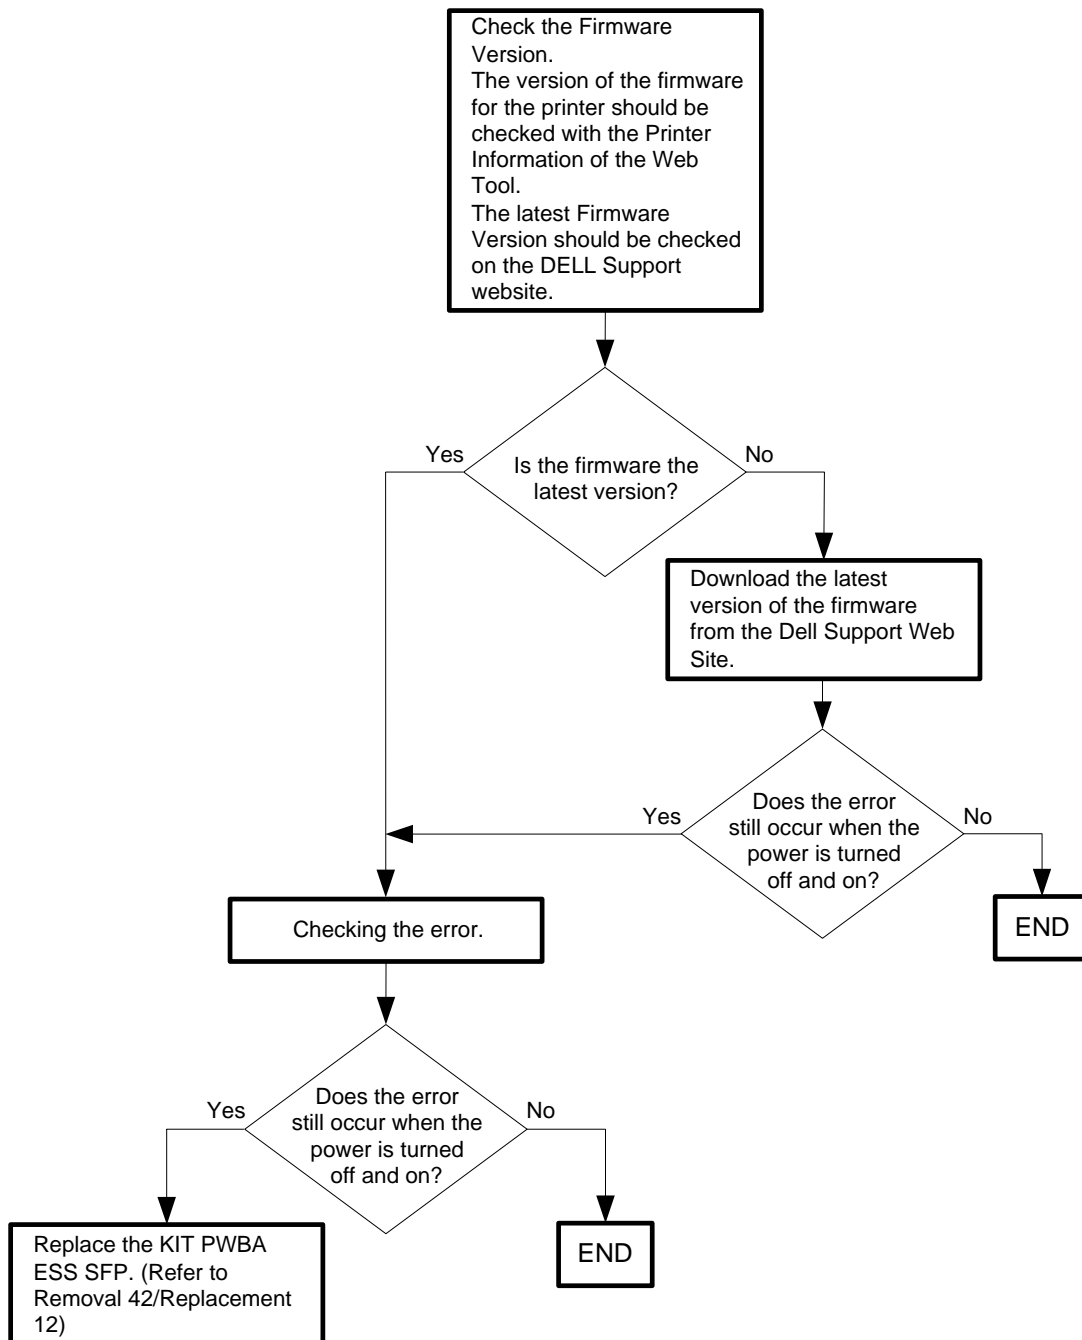 Check the Firmware
Version.
The version of the firmware
for the printer should be
checked with the Printer
Information of the Web
Tool.
The latest Firmware
Version should be checked
on the DELL Support
website.
Yes
Is the firmware the
latest version?
No
Download the latest
version of the firmware
from the Dell Support Web
Site.
Yes
Does the error
still occur when the
power is turned
off and on?
No
END
Checking the error.
Yes
Does the error
still occur when the
power is turned
off and on?
No
END
Replace the KIT PWBA
ESS SFP. (Refer to
Removal 42/Replacement
12)